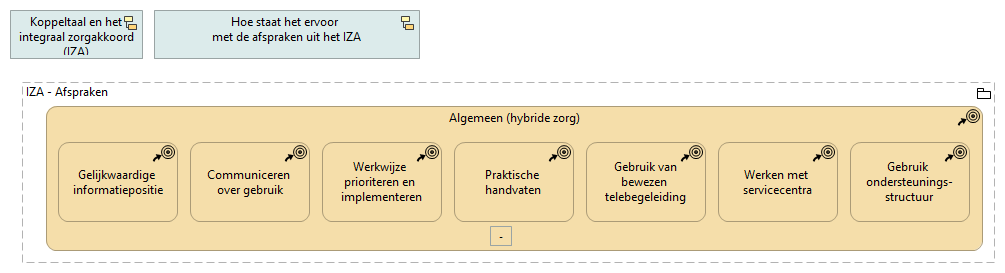 Koppeltaal en het
integraal zorgakkoord
(IZA)
Hoe staat het ervoor
met de afspraken uit het IZA
IZA - Afspraken
Algemeen (hybride zorg)
Gelijkwaardige
informatiepositie
Communiceren
over gebruik
Werkwijze
prioriteren en
implementeren
Praktische
handvaten
Gebruik van
bewezen
telebegeleiding
Werken met
servicecentra
Gebruik
ondersteunings-
structuur
-